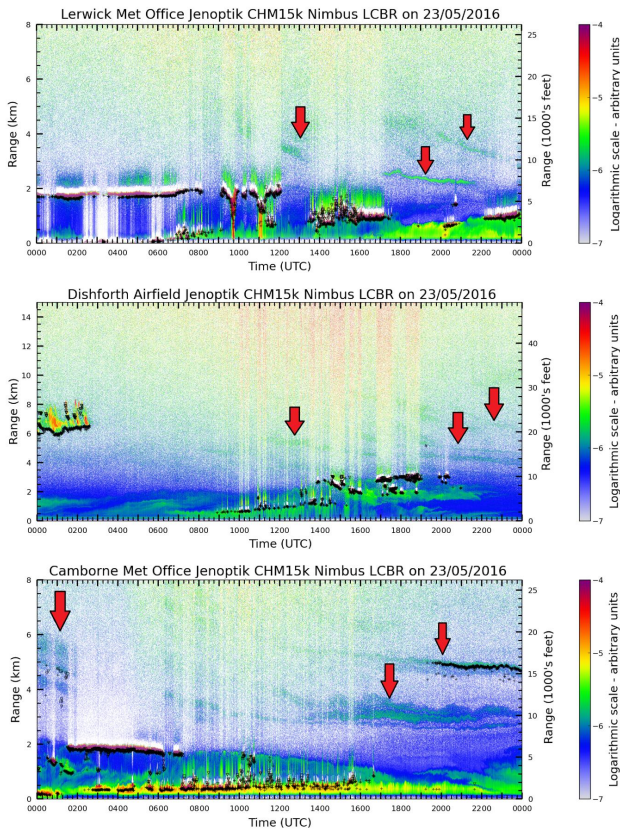 Lerwick Met Office Jenoptik CHM15k Nimbus LCBR on 23/05/2016
8
6
4
2
0
Range (km)
25
20
15
10
5
0
Range (1000's feet)
0000 0200 0400 0600 0800 1000 1200 1400 1600 1800 2000 2200 0000
Time (UTC)
−4
−5
−6
−7
Logarithmic scale - arbitrary units
Dishforth Airfield Jenoptik CHM15k Nimbus LCBR on 23/05/2016
14
12
10
8
6
4
2
0
Range (km)
40
30
20
10
0
Range (1000's feet)
0000 0200 0400 0600 0800 1000 1200 1400 1600 1800 2000 2200 0000
Time (UTC)
−4
−5
−6
−7
Logarithmic scale - arbitrary units
Camborne Met Office Jenoptik CHM15k Nimbus LCBR on 23/05/2016
8
6
4
2
0
Range (km)
25
20
15
10
5
0
Range (1000's feet)
0000 0200 0400 0600 0800 1000 1200 1400 1600 1800 2000 2200 0000
Time (UTC)
−4
−5
−6
−7
Logarithmic scale - arbitrary units